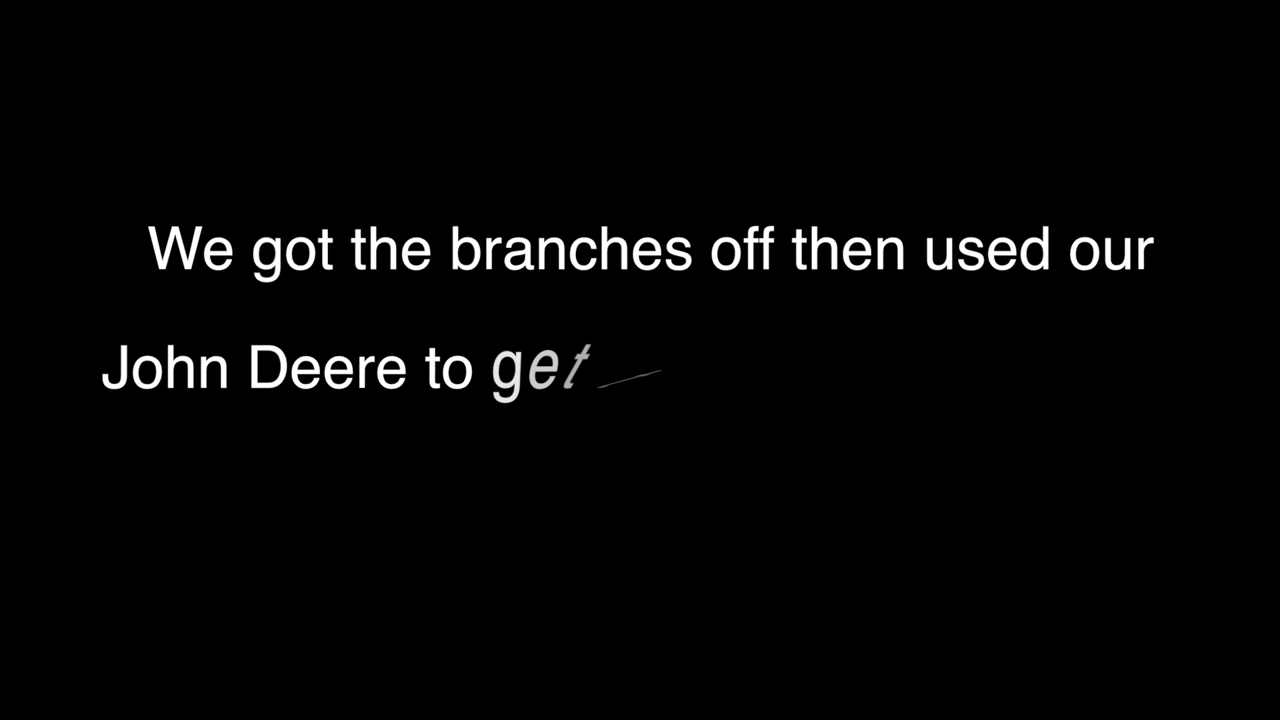 We got the branches off then used our
John Deere to get